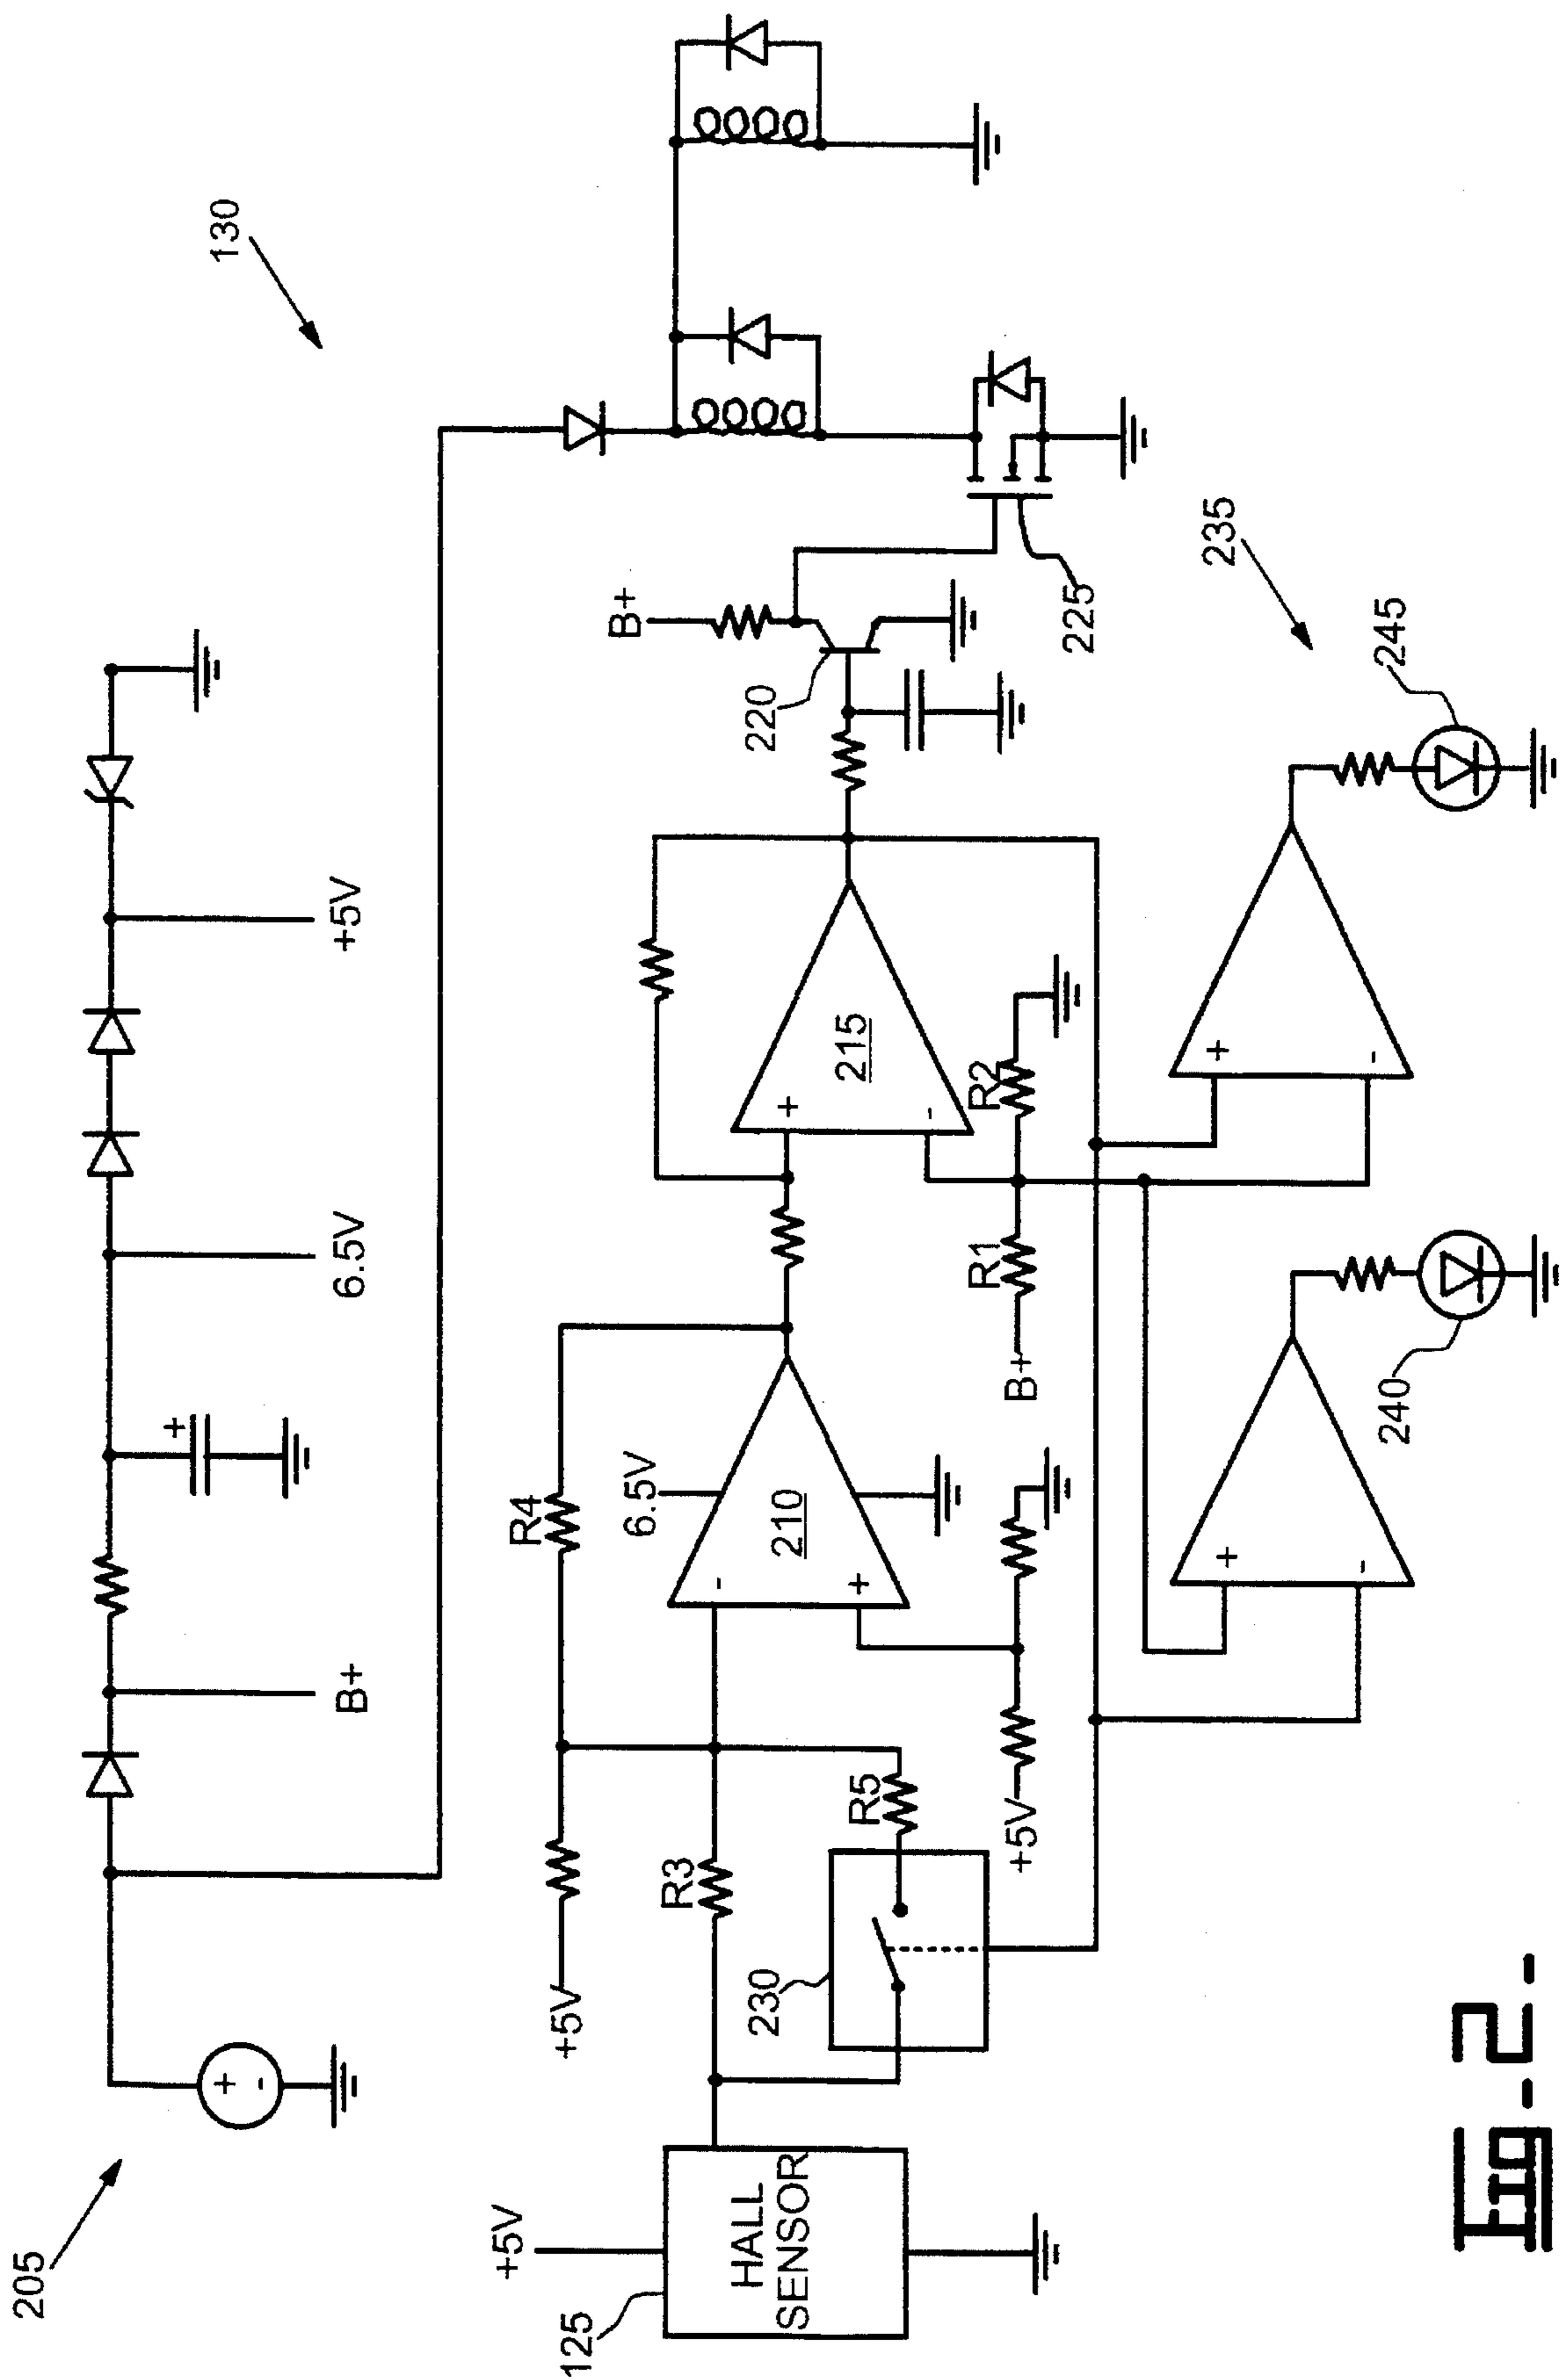 130
205
B+
6.5V
+5V
+
-
+
125
+5V
HALL
SENSOR
+5V
R3
R4
230
R5
6.5V
-
+
210
+5V
B+
R1
R2
+
-
215
220
B+
225
235
+
-
240
+
-
245
Fig-2-